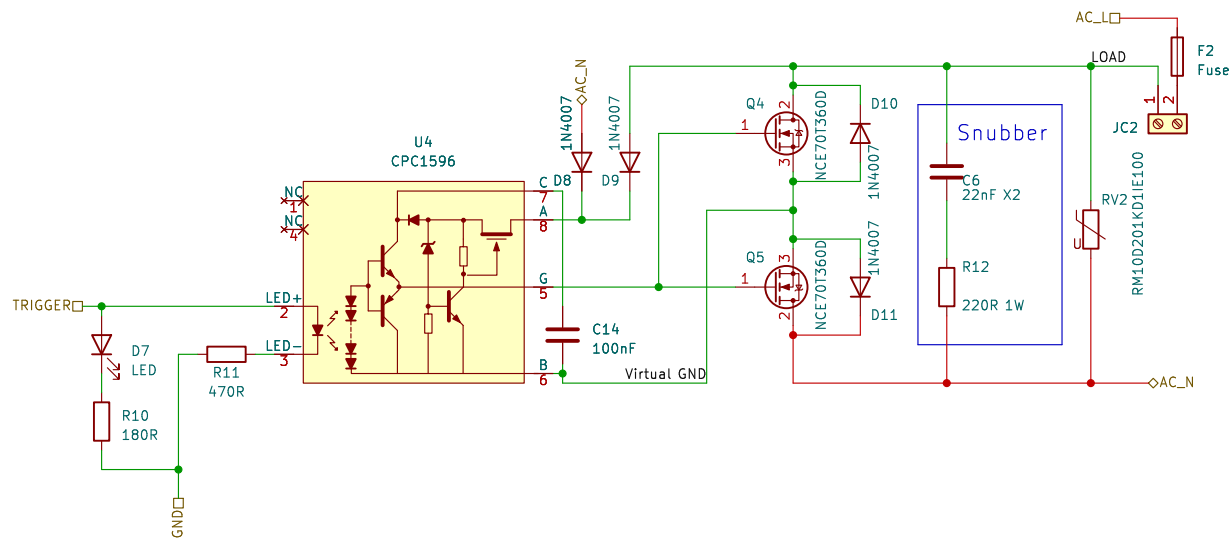 AC_L
F2
Fuse
LOAD
1
2
JC2
AC_N
1N4007
D8
1N4007
D9
Q4
2
1
3
NCE70T360D
D10
1N4007
Snubber
C6
22nF X2
R12
220R 1W
RV2
U
RM10D201KD1IE100
U4
CPC1596
NC
1
NC
4
C
7
A
8
G
5
B
6
LED+
2
LED-
3
TRIGGER
D7
LED
R10
180R
R11
470R
GND
C14
100nF
Virtual GND
Q5
3
1
2
NCE70T360D
1N4007
D11
AC_N